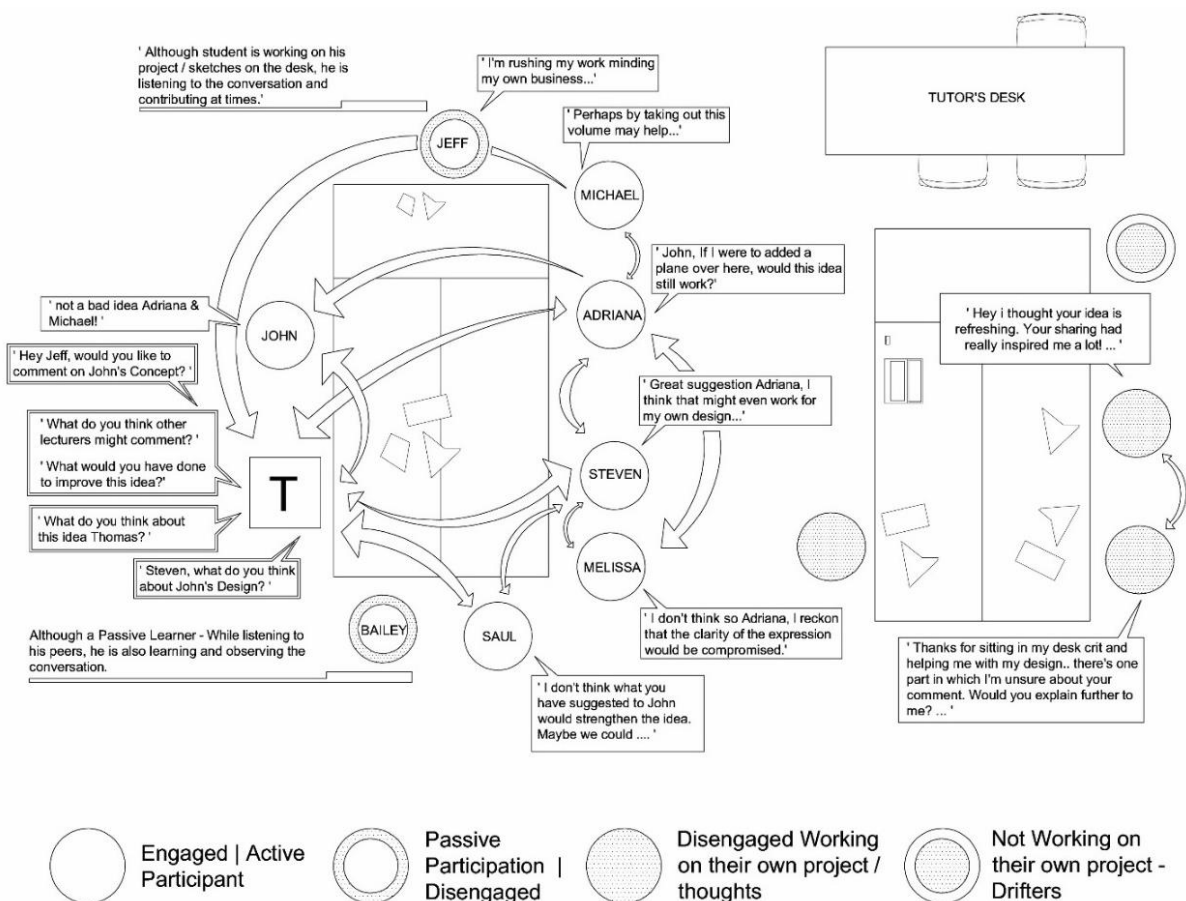 ' Although student is working on his
project / sketches on the desk, he is
listening to the conversation and
contributing at times.'
' I'm rushing my work minding
my own business...'
' Perhaps by taking out this
volume may help...'
TUTOR'S DESK
JEFF
MICHAEL
' John, If I were to added a
plane over here, would this idea
still work?'
' not a bad idea Adriana &
Michael! '
JOHN
ADRIANA
' Hey i thought your idea is
refreshing. Your sharing had
really inspired me a lot! ... '
' Hey Jeff, would you like to
comment on John's Concept? '
' Great suggestion Adriana, I
think that might even work for
my own design...'
' What do you think other
lecturers might comment? '
' What would you have done
to improve this idea?'
T
STEVEN
' What do you think about
this idea Thomas? '
' Steven, what do you think
about John's Design? '
MELISSA
BAILEY
SAUL
' I don't think so Adriana, I reckon
that the clarity of the expression
would be compromised.'
Although a Passive Learner - While listening to
his peers, he is also learning and observing the
conversation.
' I don't think what you
have suggested to John
would strengthen the idea.
Maybe we could .... '
' Thanks for sitting in my desk crit and
helping me with my design.. there's one
part in which I'm unsure about your
comment. Would you explain further to
me? ... '
Engaged | Active
Participant
Passive
Participation |
Disengaged
Disengaged Working
on their own project /
thoughts
Not Working on
their own project -
Drifters